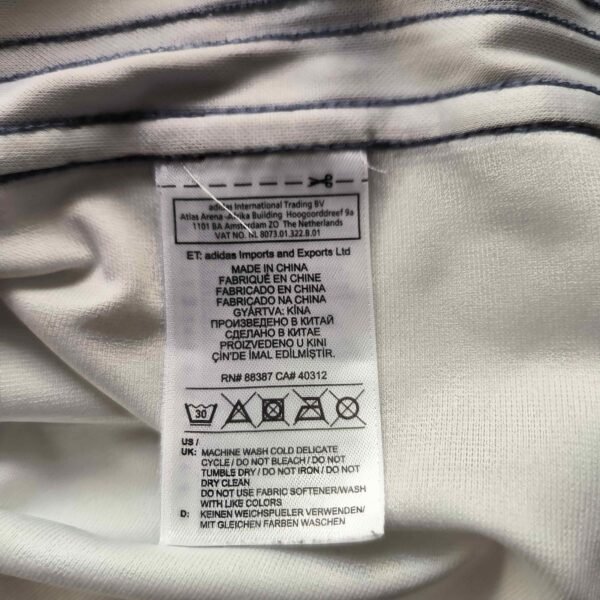 adidas International Trading BV
Atlas Arena -Afrika Building Hoogoorddreef 9a
1101 BA Amsterdam ZO The Netherlands
VAT NO. NL 8073.01.322.B.01
ET: adidas Imports and Exports Ltd
MADE IN CHINA
FABRIQUÉ EN CHINE
FABRICADO EN CHINA
FABRICADO NA CHINA
GYÁRTVA: KÍNA
ПРОИЗВЕДЕНО В КИТАЙ
СДЕЛАНО В КИТАЕ
PROIZVEDENO U KINI
ÇİN'DE İMAL EDİLMİŞTİR.
RN# 88387 CA# 40312
30
US /
UK: MACHINE WASH COLD DELICATE
CYCLE / DO NOT BLEACH / DO NOT
TUMBLE DRY / DO NOT IRON / DO NOT
DRY CLEAN
DO NOT USE FABRIC SOFTENER/WASH
WITH LIKE COLORS
D: KEINEN WEICHSPUELER VERWENDEN/
MIT GLEICHEN FARBEN WASCHEN